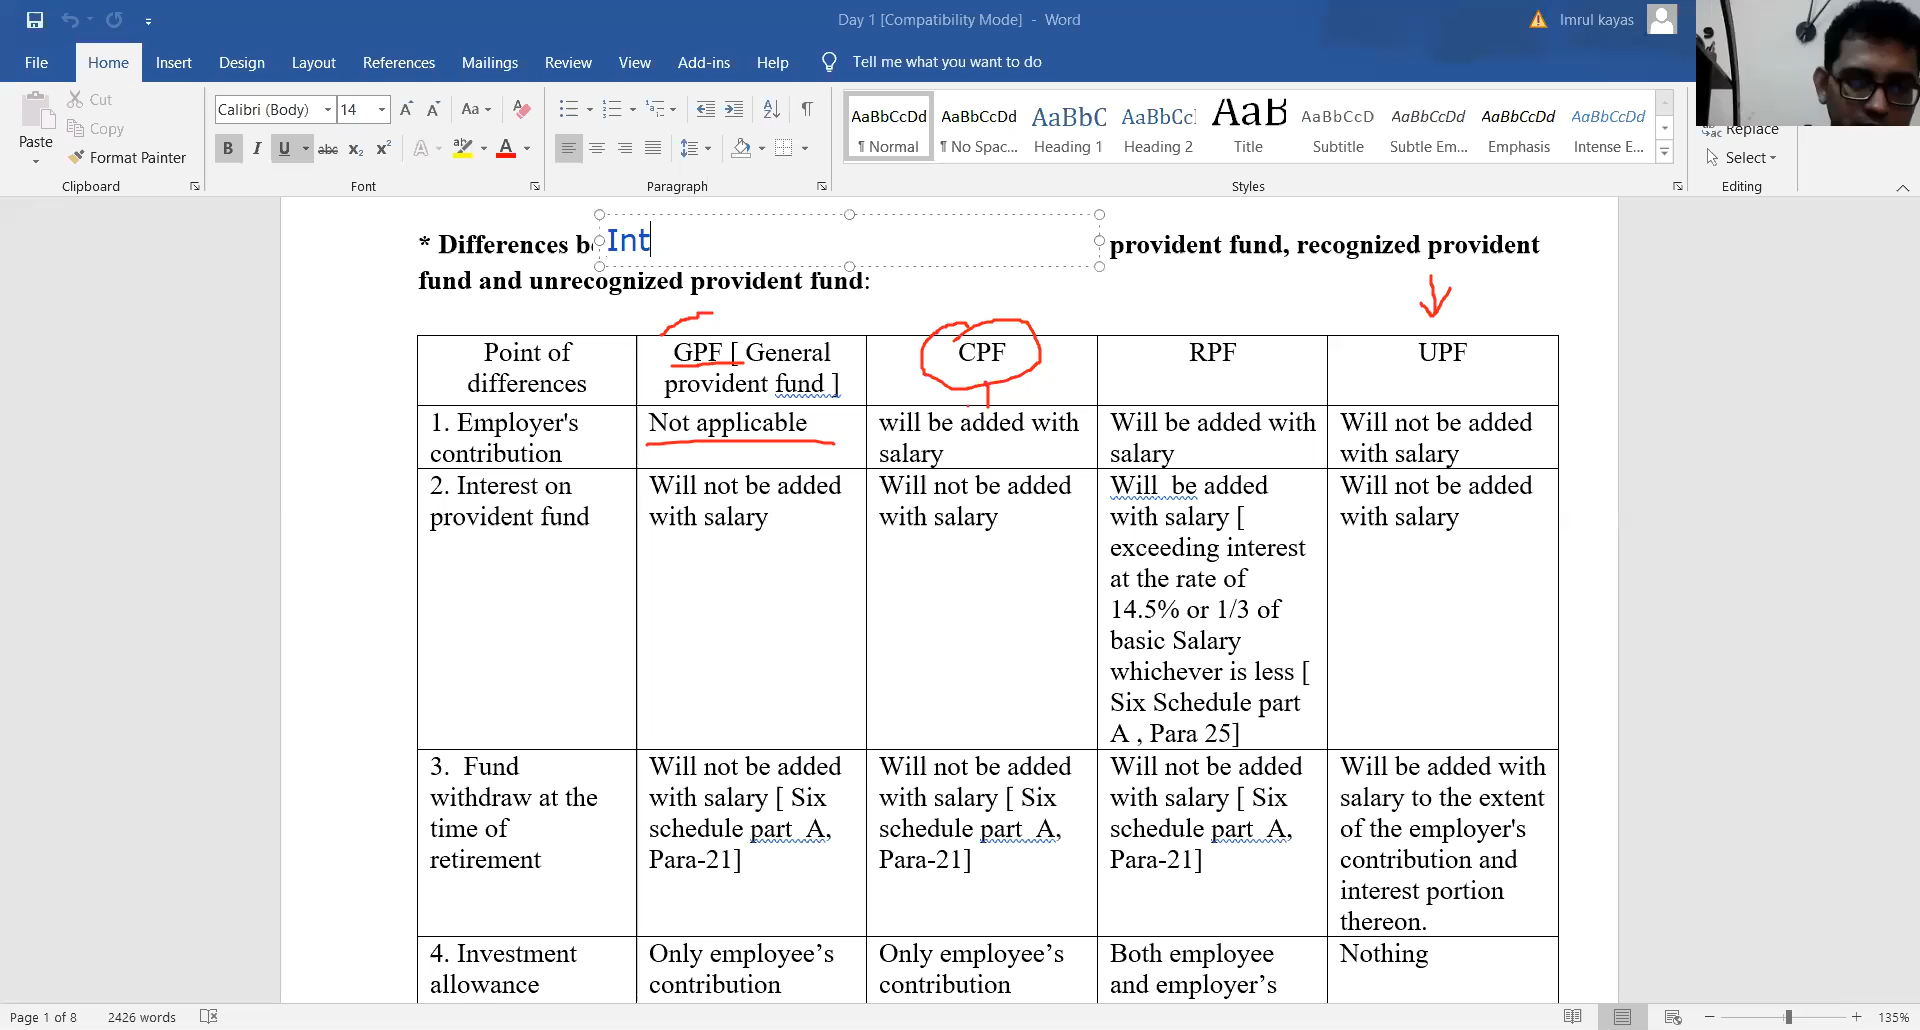 Day 1 [Compatibility Mode] - Word
Imrul kayas
File Home Insert Design Layout References Mailings Review View Add-ins Help Tell me what you want to do
Paste
Cut
Copy
Format Painter
Clipboard
Calibri (Body) 14
Aa
B I U abc x₂ x² A A
Font
Paragraph
AaBbCcDd
¶ Normal
AaBbCcDd
¶ No Spac...
AaBbC
Heading 1
AaBbCc
Heading 2
AaB
Title
AaBbCcD
Subtitle
AaBbCcDd
Subtle Em...
AaBbCcDd
Emphasis
AaBbCcDd
Intense E...
Styles
Replace
Select
Editing
* Differences be Int provident fund, recognized provident
fund and unrecognized provident fund:
Point of
differences
GPF [ General
provident fund ]
CPF
RPF
UPF
1. Employer's
contribution
Not applicable
will be added with
salary
Will be added with
salary
Will not be added
with salary
2. Interest on
provident fund
Will not be added
with salary
Will not be added
with salary
Will be added
with salary [
exceeding interest
at the rate of
14.5% or 1/3 of
basic Salary
whichever is less [
Six Schedule part
A , Para 25]
Will not be added
with salary
3. Fund
withdraw at the
time of
retirement
Will not be added
with salary [ Six
schedule part A,
Para-21]
Will not be added
with salary [ Six
schedule part A,
Para-21]
Will not be added
with salary [ Six
schedule part A,
Para-21]
Will be added with
salary to the extent
of the employer's
contribution and
interest portion
thereon.
4. Investment
allowance
Only employee’s
contribution
Only employee’s
contribution
Both employee
and employer’s
Nothing
Page 1 of 8 2426 words
135%